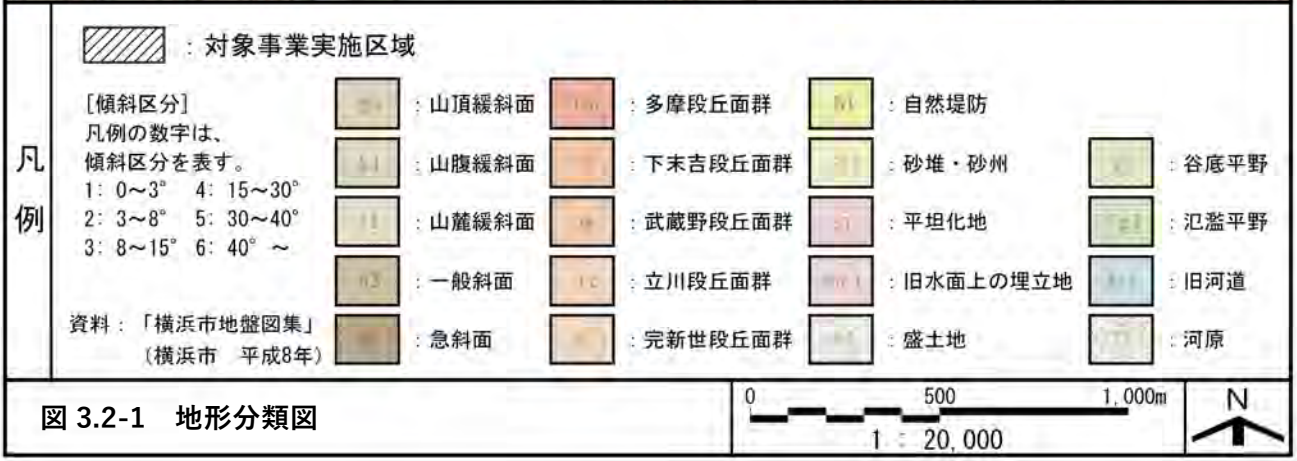 凡例
：対象事業実施区域
[傾斜区分]
凡例の数字は、
傾斜区分を表す。
1: 0～3° 4: 15～30°
2: 3～8° 5: 30～40°
3: 8～15° 6: 40° ～
資料：「横浜市地盤図集」
（横浜市 平成8年）
：山頂緩斜面
：山腹緩斜面
：山麓緩斜面
：一般斜面
：急斜面
：多摩段丘面群
：下末吉段丘面群
：武蔵野段丘面群
：立川段丘面群
：完新世段丘面群
：自然堤防
：砂堆・砂州
：平坦化地
：旧水面上の埋立地
：盛土地
：谷底平野
：氾濫平野
：旧河道
：河原
図 3.2-1 地形分類図
0 500 1,000m
1 : 20,000
N